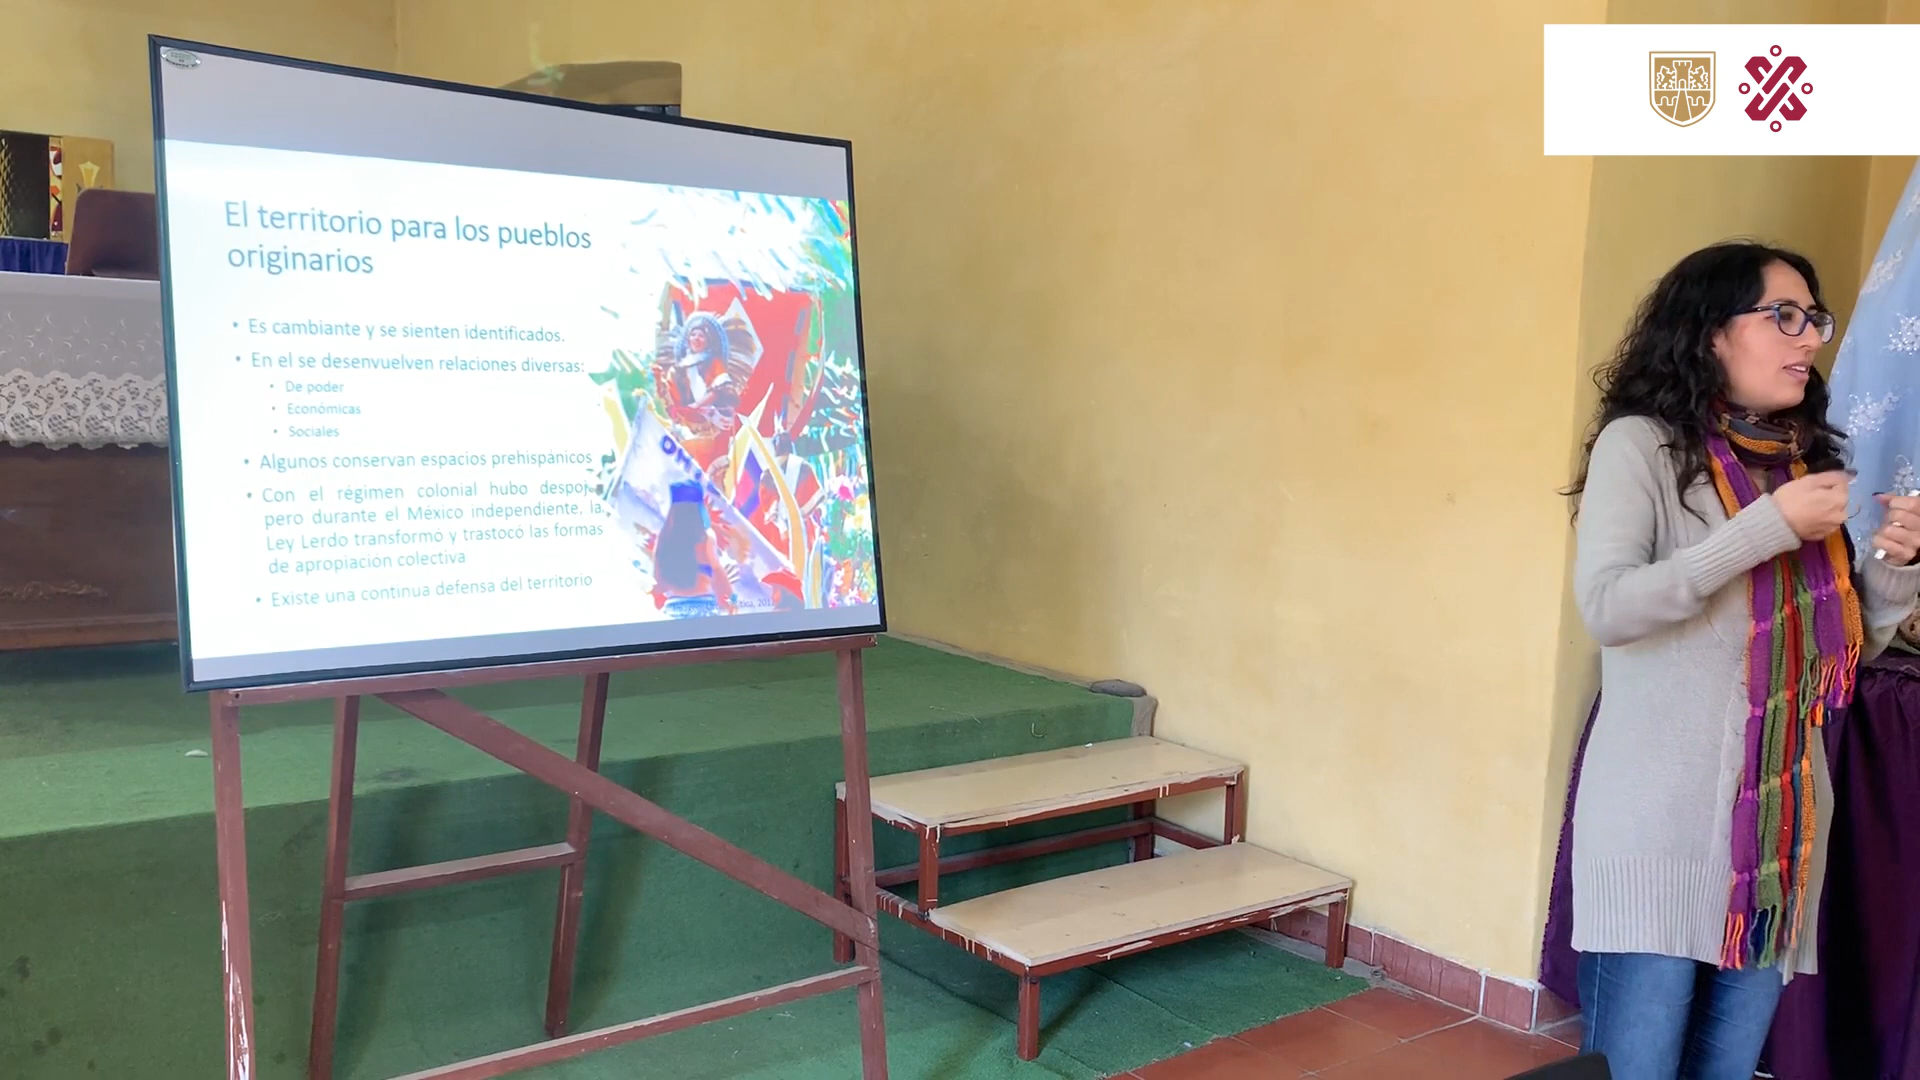 El territorio para los pueblos
originarios
• Es cambiante y se sienten identificados.
• En el se desenvuelven relaciones diversas:
• De poder
• Económicas
• Sociales
• Algunos conservan espacios prehispánicos
• Con el régimen colonial hubo despoj
pero durante el México independiente, la
Ley Lerdo transformó y trastocó las formas
de apropiación colectiva
• Existe una continua defensa del territorio